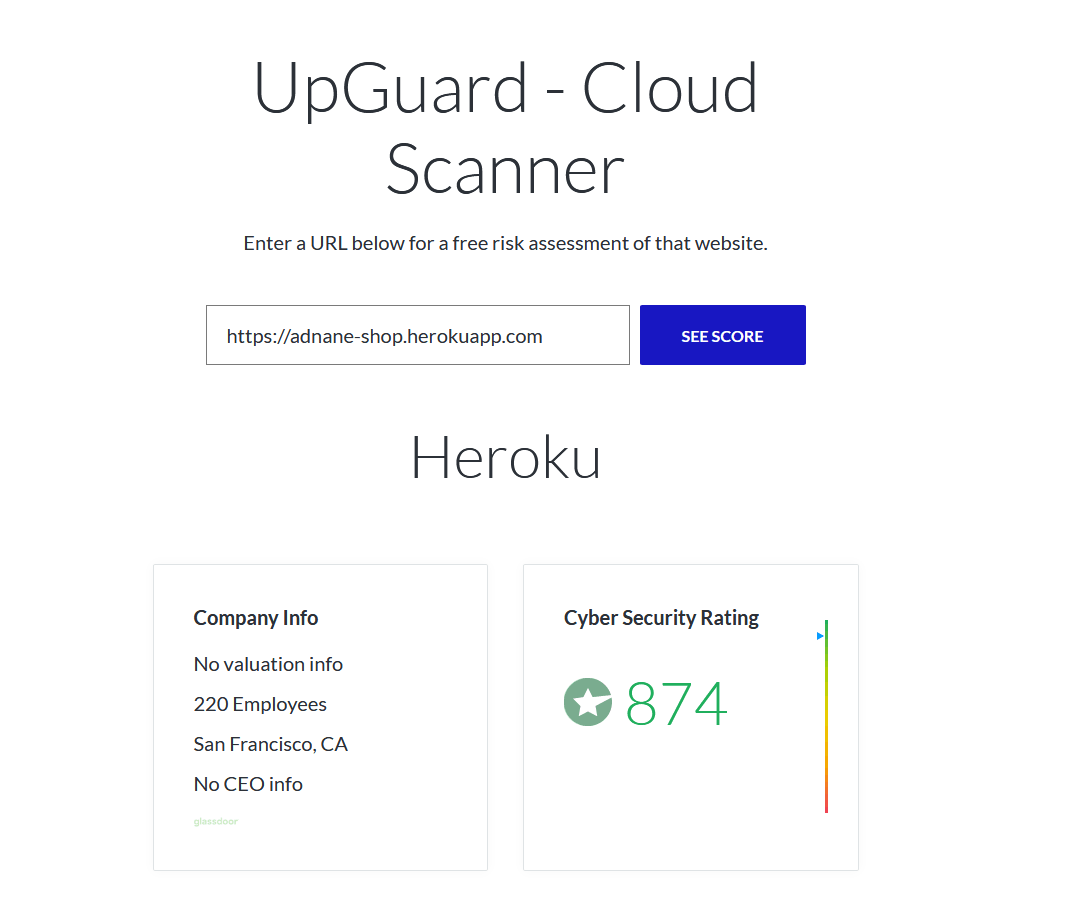 UpGuard - Cloud
Scanner
Enter a URL below for a free risk assessment of that website.
https://adnane-shop.herokuapp.com
SEE SCORE
Heroku
Company Info
No valuation info
220 Employees
San Francisco, CA
No CEO info
glassdoor
Cyber Security Rating
874